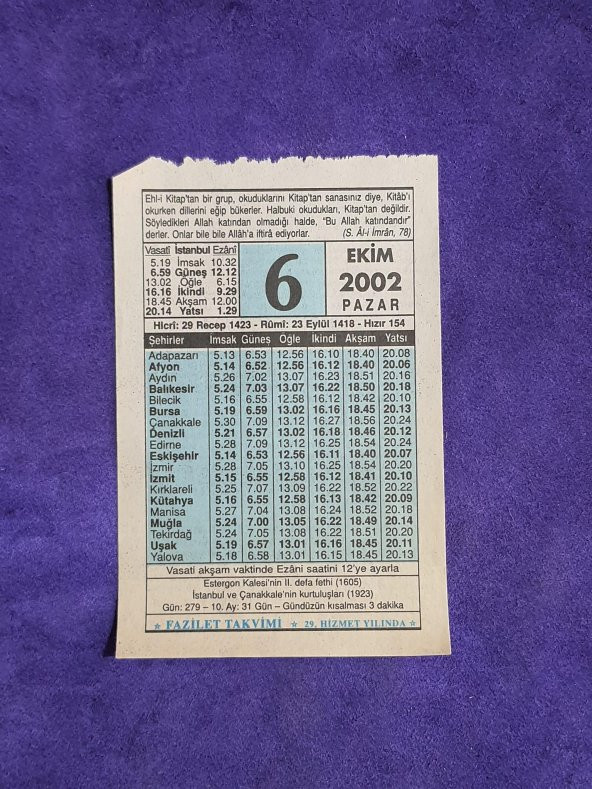 Ehl-i Kitap'tan bir grup, okuduklarını Kitap'tan sanasınız diye, Kitâb'ı
okurken dillerini eğip bükerler. Halbuki okudukları, Kitap'tan değildir.
Söyledikleri Allah katından olmadığı halde, "Bu Allah katındandır"
derler. Onlar bile bile Allâh'a iftirâ ediyorlar. (S. Âl-i İmrân, 78)
Vasatî İstanbul Ezânî
5.19 İmsak 10.32
6.59 Güneş 12.12
13.02 Öğle 6.15
16.16 İkindi 9.29
18.45 Akşam 12.00
20.14 Yatsı 1.29
6
EKİM
2002
PAZAR
Hicrî: 29 Recep 1423 - Rûmî: 23 Eylül 1418 - Hızır 154
Şehirler İmsak Güneş Öğle İkindi Akşam Yatsı
Adapazarı 5.13 6.53 12.56 16.10 18.40 20.08
Afyon 5.14 6.52 12.56 16.12 18.40 20.06
Aydın 5.26 7.02 13.07 16.23 18.51 20.16
Balıkesir 5.24 7.03 13.07 16.22 18.50 20.18
Bilecik 5.16 6.55 12.58 16.12 18.42 20.10
Bursa 5.19 6.59 13.02 16.16 18.45 20.13
Çanakkale 5.30 7.09 13.12 16.27 18.56 20.24
Denizli 5.21 6.57 13.02 16.18 18.46 20.12
Edirne 5.28 7.09 13.12 16.25 18.54 20.24
Eskişehir 5.14 6.53 12.56 16.11 18.40 20.07
İzmir 5.28 7.05 13.10 16.25 18.54 20.20
İzmit 5.15 6.55 12.58 16.12 18.41 20.10
Kırklareli 5.25 7.07 13.09 16.22 18.52 20.22
Kütahya 5.16 6.55 12.58 16.13 18.42 20.09
Manisa 5.27 7.04 13.08 16.24 18.52 20.18
Muğla 5.24 7.00 13.05 16.22 18.49 20.14
Tekirdağ 5.24 7.05 13.08 16.22 18.51 20.20
Uşak 5.19 6.57 13.01 16.16 18.45 20.11
Yalova 5.18 6.58 13.01 16.15 18.45 20.13
Vasati akşam vaktinde Ezâni saatini 12'ye ayarla
Estergon Kalesi'nin II. defa fethi (1605)
İstanbul ve Çanakkale'nin kurtuluşları (1923)
Gün: 279 – 10. Ay: 31 Gün – Gündüzün kısalması 3 dakika
★ FAZİLET TAKVİMİ ★ 29. HİZMET YILINDA ★